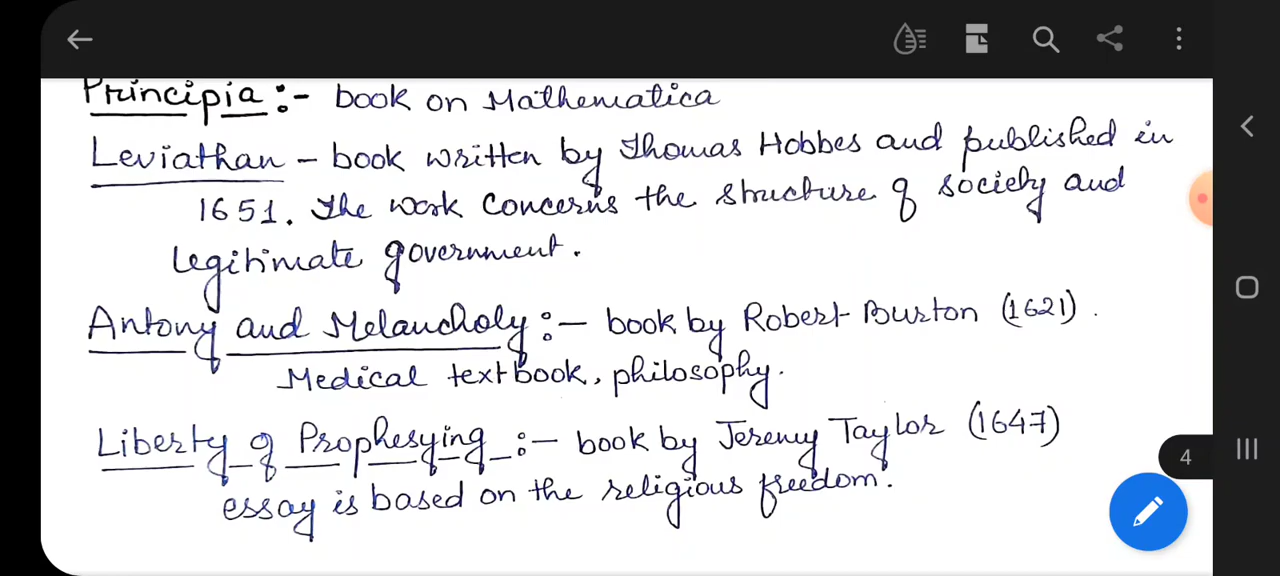 Principia :- book on Mathematica
Leviathan - book written by Thomas Hobbes and published in
1651. The work concerns the structure of society and
legitimate government.
Antony and Melancholy :- book by Robert Burton (1621).
Medical textbook, philosophy.
Liberty of Prophesying :- book by Jeremy Taylor (1647)
4
essay is based on the religious freedom.